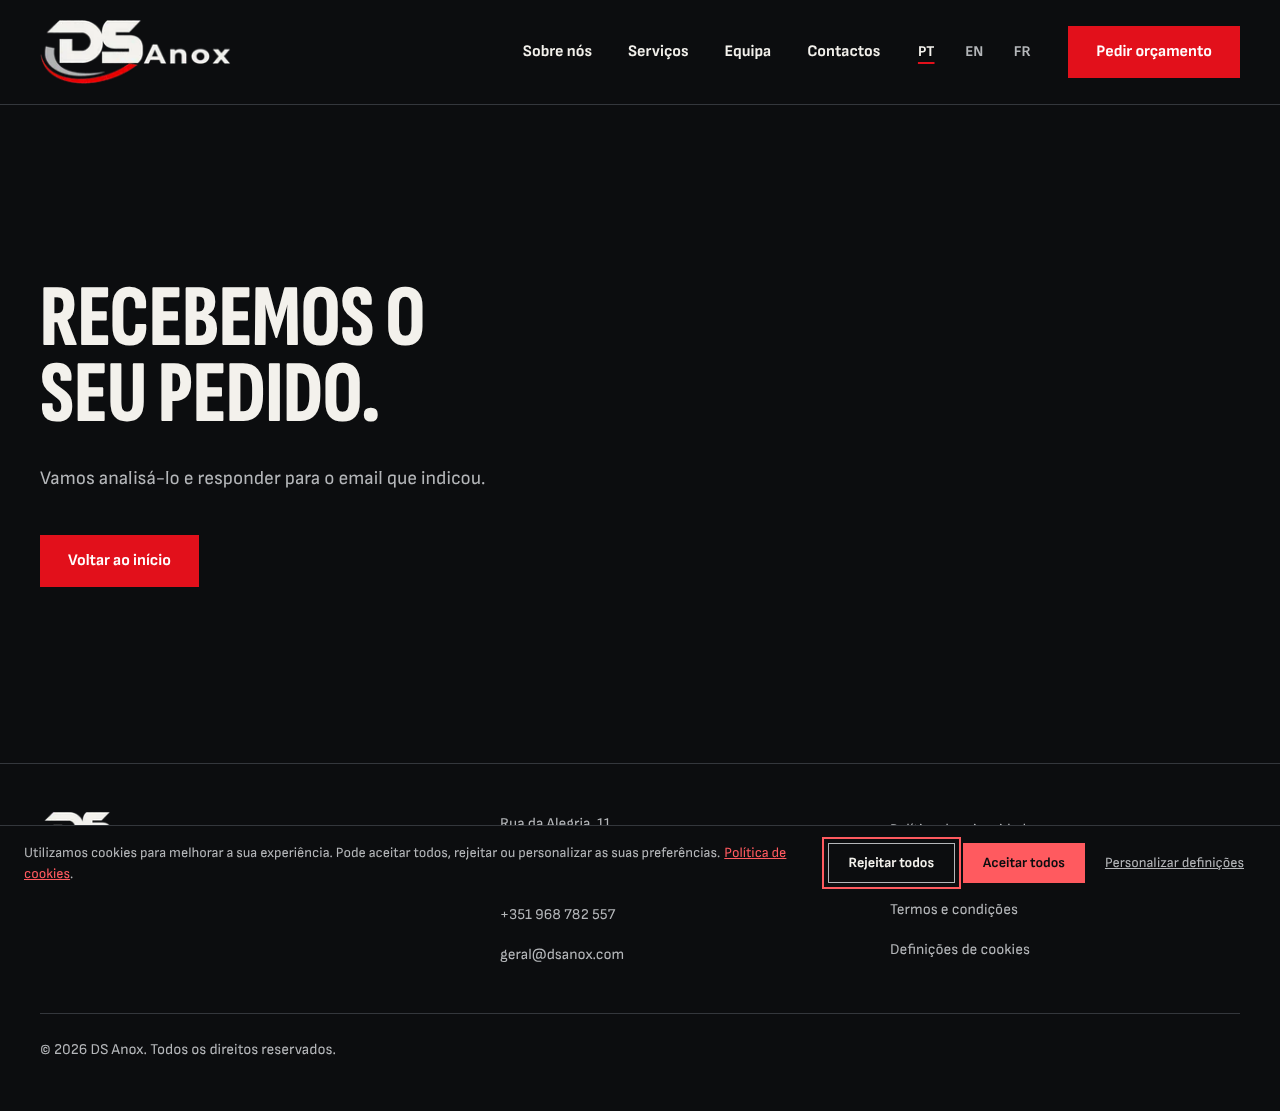 DS Anox
Sobre nós
Serviços
Equipa
Contactos
PT
EN
FR
Pedir orçamento
RECEBEMOS O
SEU PEDIDO.
Vamos analisá-lo e responder para o email que indicou.
Voltar ao início
DS
Rua da Alegria, 11
Utilizamos cookies para melhorar a sua experiência. Pode aceitar todos, rejeitar ou personalizar as suas preferências. Política de
cookies.
Rejeitar todos
Aceitar todos
Personalizar definições
+351 968 782 557
geral@dsanox.com
Termos e condições
Definições de cookies
© 2026 DS Anox. Todos os direitos reservados.